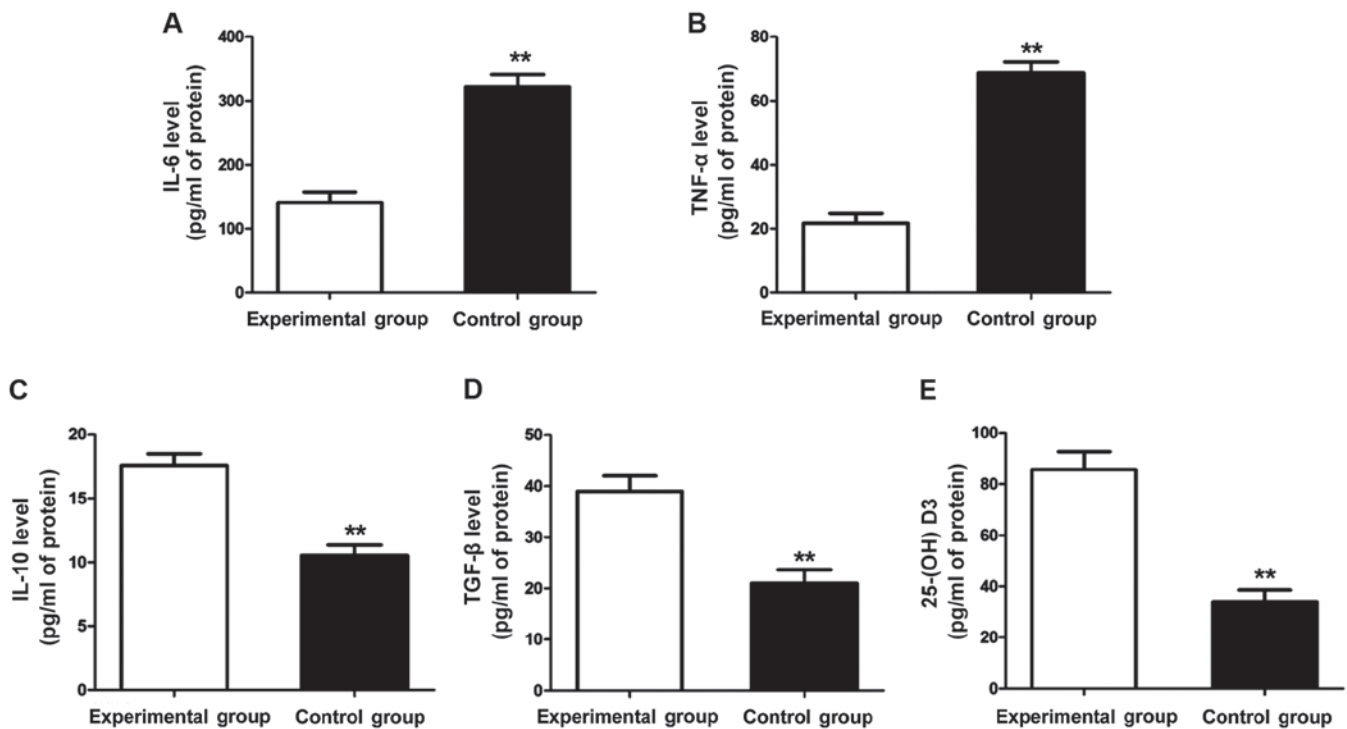 A
IL-6 level
(pg/ml of protein)
400
300
200
100
0
**
Experimental group
Control group
B
TNF-α level
(pg/ml of protein)
80
60
40
20
0
**
Experimental group
Control group
C
IL-10 level
(pg/ml of protein)
20
15
10
5
0
**
Experimental group
Control group
D
TGF-β level
(pg/ml of protein)
50
40
30
20
10
0
**
Experimental group
Control group
E
25-(OH) D3
(pg/ml of protein)
100
80
60
40
20
0
**
Experimental group
Control group